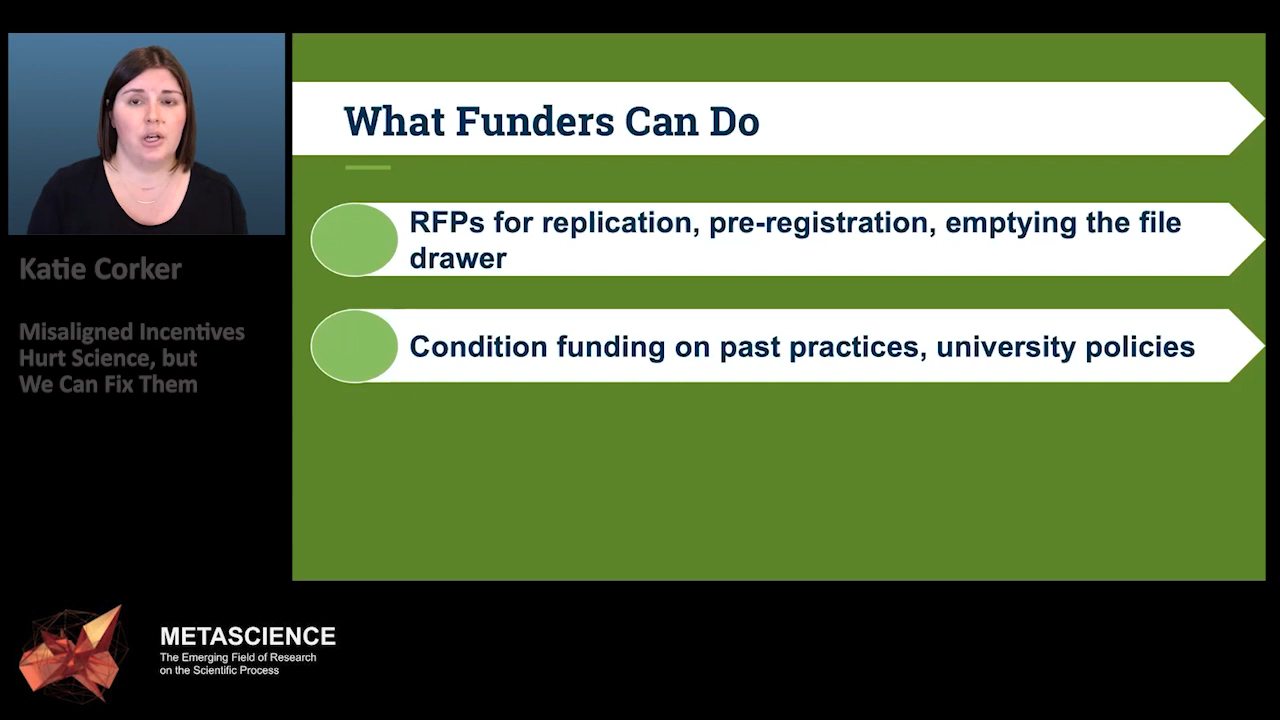 What Funders Can Do
RFPs for replication, pre-registration, emptying the file
drawer
Condition funding on past practices, university policies
Katie Corker
Misaligned Incentives
Hurt Science, but
We Can Fix Them
METASCIENCE
The Emerging Field of Research
on the Scientific Process